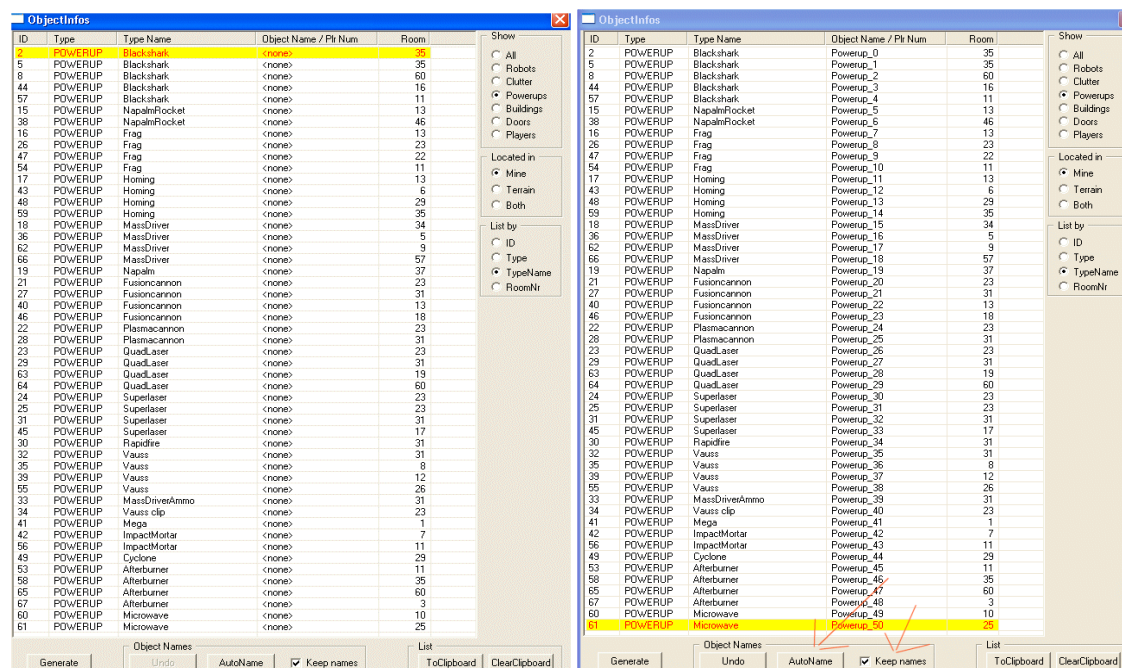 ObjectInfos
ID Type Type Name Object Name / Plr Num Room
2 POWERUP Blackshark <none> 35
5 POWERUP Blackshark <none> 35
8 POWERUP Blackshark <none> 60
44 POWERUP Blackshark <none> 16
57 POWERUP Blackshark <none> 11
15 POWERUP NapalmRocket <none> 13
38 POWERUP NapalmRocket <none> 46
16 POWERUP Frag <none> 13
26 POWERUP Frag <none> 23
47 POWERUP Frag <none> 22
54 POWERUP Frag <none> 11
17 POWERUP Homing <none> 13
43 POWERUP Homing <none> 6
48 POWERUP Homing <none> 29
59 POWERUP Homing <none> 35
18 POWERUP MassDriver <none> 34
36 POWERUP MassDriver <none> 5
62 POWERUP MassDriver <none> 9
66 POWERUP MassDriver <none> 57
19 POWERUP Napalm <none> 37
21 POWERUP Fusioncannon <none> 23
27 POWERUP Fusioncannon <none> 31
40 POWERUP Fusioncannon <none> 13
46 POWERUP Fusioncannon <none> 18
22 POWERUP Plasmacannon <none> 23
28 POWERUP Plasmacannon <none> 31
23 POWERUP QuadLaser <none> 23
29 POWERUP QuadLaser <none> 31
63 POWERUP QuadLaser <none> 19
64 POWERUP QuadLaser <none> 60
24 POWERUP Superlaser <none> 23
25 POWERUP Superlaser <none> 23
31 POWERUP Superlaser <none> 31
45 POWERUP Superlaser <none> 17
30 POWERUP Rapidfire <none> 31
32 POWERUP Vauss <none> 31
35 POWERUP Vauss <none> 8
39 POWERUP Vauss <none> 12
55 POWERUP Vauss <none> 26
33 POWERUP MassDriverAmmo <none> 31
34 POWERUP Vauss clip <none> 23
41 POWERUP Mega <none> 1
42 POWERUP ImpactMortar <none> 7
56 POWERUP ImpactMortar <none> 11
49 POWERUP Cyclone <none> 29
53 POWERUP Afterburner <none> 11
58 POWERUP Afterburner <none> 35
65 POWERUP Afterburner <none> 60
67 POWERUP Afterburner <none> 3
60 POWERUP Microwave <none> 10
61 POWERUP Microwave <none> 25
Show
All
Robots
Clutter
Powerups
Buildings
Doors
Players
Located in
Mine
Terrain
Both
List by
ID
Type
TypeName
RoomNr
Object Names
List
Generate Undo AutoName Keep names ToClipboard ClearClipboard
ObjectInfos
ID Type Type Name Object Name / Plr Num Room
2 POWERUP Blackshark Powerup_0 35
5 POWERUP Blackshark Powerup_1 35
8 POWERUP Blackshark Powerup_2 60
44 POWERUP Blackshark Powerup_3 16
57 POWERUP Blackshark Powerup_4 11
15 POWERUP NapalmRocket Powerup_5 13
38 POWERUP NapalmRocket Powerup_6 46
16 POWERUP Frag Powerup_7 13
26 POWERUP Frag Powerup_8 23
47 POWERUP Frag Powerup_9 22
54 POWERUP Frag Powerup_10 11
17 POWERUP Homing Powerup_11 13
43 POWERUP Homing Powerup_12 6
48 POWERUP Homing Powerup_13 29
59 POWERUP Homing Powerup_14 35
18 POWERUP MassDriver Powerup_15 34
36 POWERUP MassDriver Powerup_16 5
62 POWERUP MassDriver Powerup_17 9
66 POWERUP MassDriver Powerup_18 57
19 POWERUP Napalm Powerup_19 37
21 POWERUP Fusioncannon Powerup_20 23
27 POWERUP Fusioncannon Powerup_21 31
40 POWERUP Fusioncannon Powerup_22 13
46 POWERUP Fusioncannon Powerup_23 18
22 POWERUP Plasmacannon Powerup_24 23
28 POWERUP Plasmacannon Powerup_25 31
23 POWERUP QuadLaser Powerup_26 23
29 POWERUP QuadLaser Powerup_27 31
63 POWERUP QuadLaser Powerup_28 19
64 POWERUP QuadLaser Powerup_29 60
24 POWERUP Superlaser Powerup_30 23
25 POWERUP Superlaser Powerup_31 23
31 POWERUP Superlaser Powerup_32 31
45 POWERUP Superlaser Powerup_33 17
30 POWERUP Rapidfire Powerup_34 31
32 POWERUP Vauss Powerup_35 31
35 POWERUP Vauss Powerup_36 8
39 POWERUP Vauss Powerup_37 12
55 POWERUP Vauss Powerup_38 26
33 POWERUP MassDriverAmmo Powerup_39 31
34 POWERUP Vauss clip Powerup_40 23
41 POWERUP Mega Powerup_41 1
42 POWERUP ImpactMortar Powerup_42 7
56 POWERUP ImpactMortar Powerup_43 11
49 POWERUP Cyclone Powerup_44 29
53 POWERUP Afterburner Powerup_45 11
58 POWERUP Afterburner Powerup_46 35
65 POWERUP Afterburner Powerup_47 60
67 POWERUP Afterburner Powerup_48 3
60 POWERUP Microwave Powerup_49 10
61 POWERUP Microwave Powerup_50 25
Show
All
Robots
Clutter
Powerups
Buildings
Doors
Players
Located in
Mine
Terrain
Both
List by
ID
Type
TypeName
RoomNr
Object Names
List
Generate Undo AutoName Keep names ToClipboard ClearClipboard